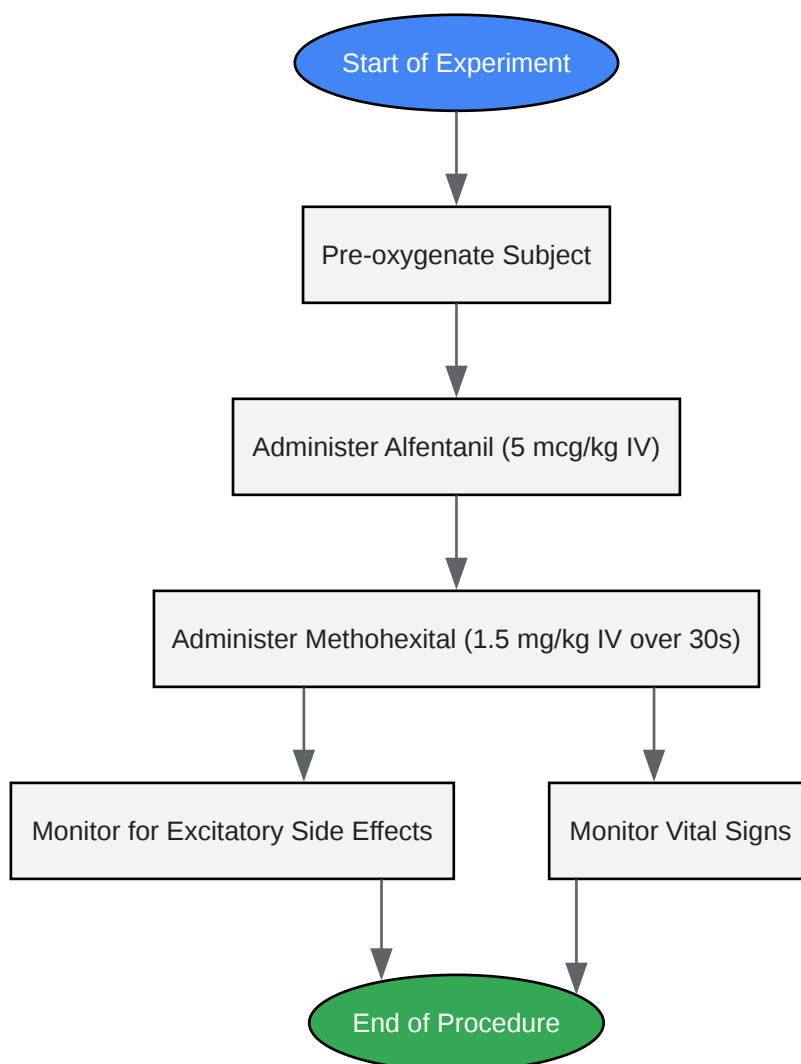 Start of Experiment
Pre-oxygenate Subject
Administer Alfentanil (5 mcg/kg IV)
Administer Methohexital (1.5 mg/kg IV over 30s)
Monitor for Excitatory Side Effects
Monitor Vital Signs
End of Procedure